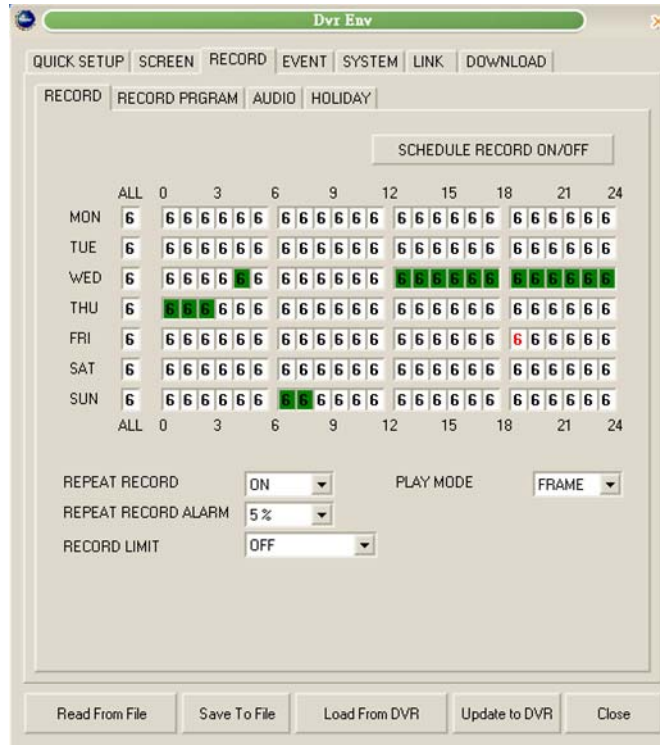 Dvr Env
QUICK SETUP SCREEN RECORD EVENT SYSTEM LINK DOWNLOAD
RECORD RECORD PRGRAM AUDIO HOLIDAY
SCHEDULE RECORD ON/OFF
ALL 0 3 6 9 12 15 18 21 24
MON 6 6 6 6 6 6 6 6 6 6 6 6 6 6 6 6 6 6 6 6 6 6 6 6 6
TUE 6 6 6 6 6 6 6 6 6 6 6 6 6 6 6 6 6 6 6 6 6 6 6 6 6
WED 6 6 6 6 6 6 6 6 6 6 6 6 6 6 6 6 6 6 6 6 6 6 6 6 6
THU 6 6 6 6 6 6 6 6 6 6 6 6 6 6 6 6 6 6 6 6 6 6 6 6 6
FRI 6 6 6 6 6 6 6 6 6 6 6 6 6 6 6 6 6 6 6 6 6 6 6 6 6
SAT 6 6 6 6 6 6 6 6 6 6 6 6 6 6 6 6 6 6 6 6 6 6 6 6 6
SUN 6 6 6 6 6 6 6 6 6 6 6 6 6 6 6 6 6 6 6 6 6 6 6 6 6
ALL 0 3 6 9 12 15 18 21 24
REPEAT RECORD ON PLAY MODE FRAME
REPEAT RECORD ALARM 5 %
RECORD LIMIT OFF
Read From File Save To File Load From DVR Update to DVR Close